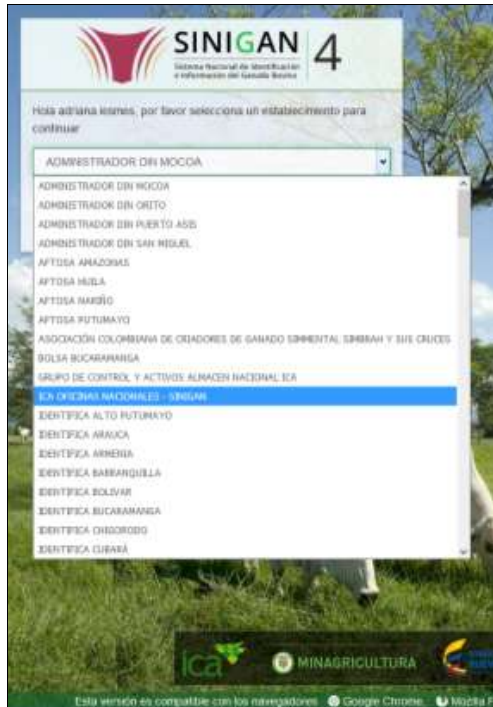 SINIGAN 4
Sistema Nacional de Identificación
e Información del Ganado Bovino
Hola adriana lesmes, por favor selecciona un establecimiento para
continuar
ADMINISTRADOR DIN MOCOA
ADMINISTRADOR DIN MOCOA
ADMINISTRADOR DIN ORITO
ADMINISTRADOR DIN PUERTO ASIS
ADMINISTRADOR DIN SAN MIGUEL
AFTOSA AMAZONAS
AFTOSA HUILA
AFTOSA NARIÑO
AFTOSA PUTUMAYO
ASOCIACIÓN COLOMBIANA DE CRIADORES DE GANADO SIMMENTAL SIMBRAH Y SUS CRUCES
BOLSA BUCARAMANGA
GRUPO DE CONTROL Y ACTIVOS ALMACEN NACIONAL ICA
ICA OFICINAS NACIONALES - SINIGAN
IDENTIFICA ALTO PUTUMAYO
IDENTIFICA ARAUCA
IDENTIFICA ARMENIA
IDENTIFICA BARRANQUILLA
IDENTIFICA BOLIVAR
IDENTIFICA BUCARAMANGA
IDENTIFICA CHIGORODO
IDENTIFICA CUBARÁ
ica MINAGRICULTURA
Esta versión es compatible con los navegadores Google Chrome Mozilla